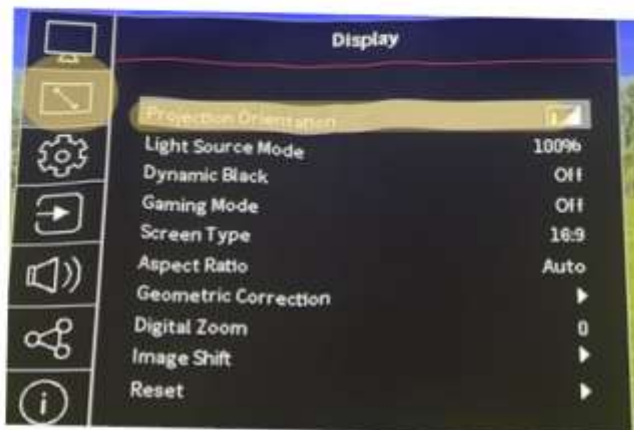 Display
Projection Orientation
Light Source Mode 100%
Dynamic Black Off
Gaming Mode Off
Screen Type 16:9
Aspect Ratio Auto
Geometric Correction
Digital Zoom 0
Image Shift
Reset